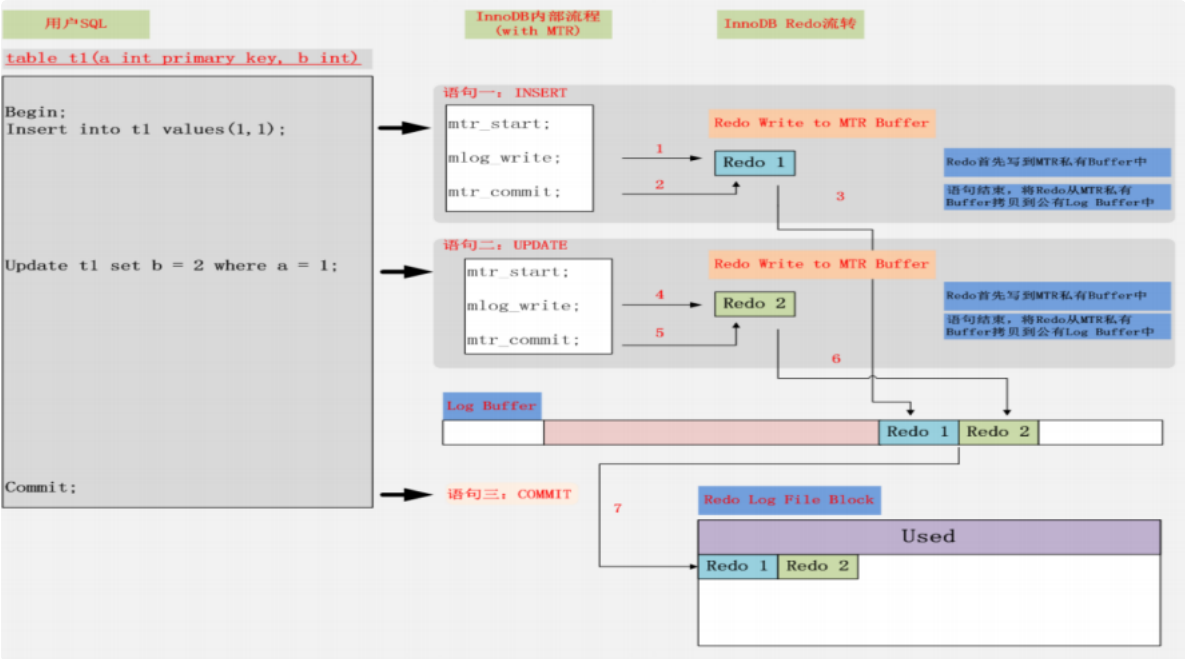 用户SQL
InnoDB内部流程
(with MTR)
InnoDB Redo流转
table t1(a int primary key, b int)
Begin;
Insert into t1 values(1,1);
Update t1 set b = 2 where a = 1;
Commit;
语句一: INSERT
mtr_start;
mlog_write;
mtr_commit;
1
2
Redo Write to MTR Buffer
Redo 1
3
Redo首先写到MTR私有Buffer中
语句结束，将Redo从MTR私有
Buffer拷贝到公有Log Buffer中
语句二: UPDATE
mtr_start;
mlog_write;
mtr_commit;
4
5
Redo Write to MTR Buffer
Redo 2
6
Redo首先写到MTR私有Buffer中
语句结束，将Redo从MTR私有
Buffer拷贝到公有Log Buffer中
Log Buffer
Redo 1
Redo 2
语句三: COMMIT
7
Redo Log File Block
Used
Redo 1
Redo 2